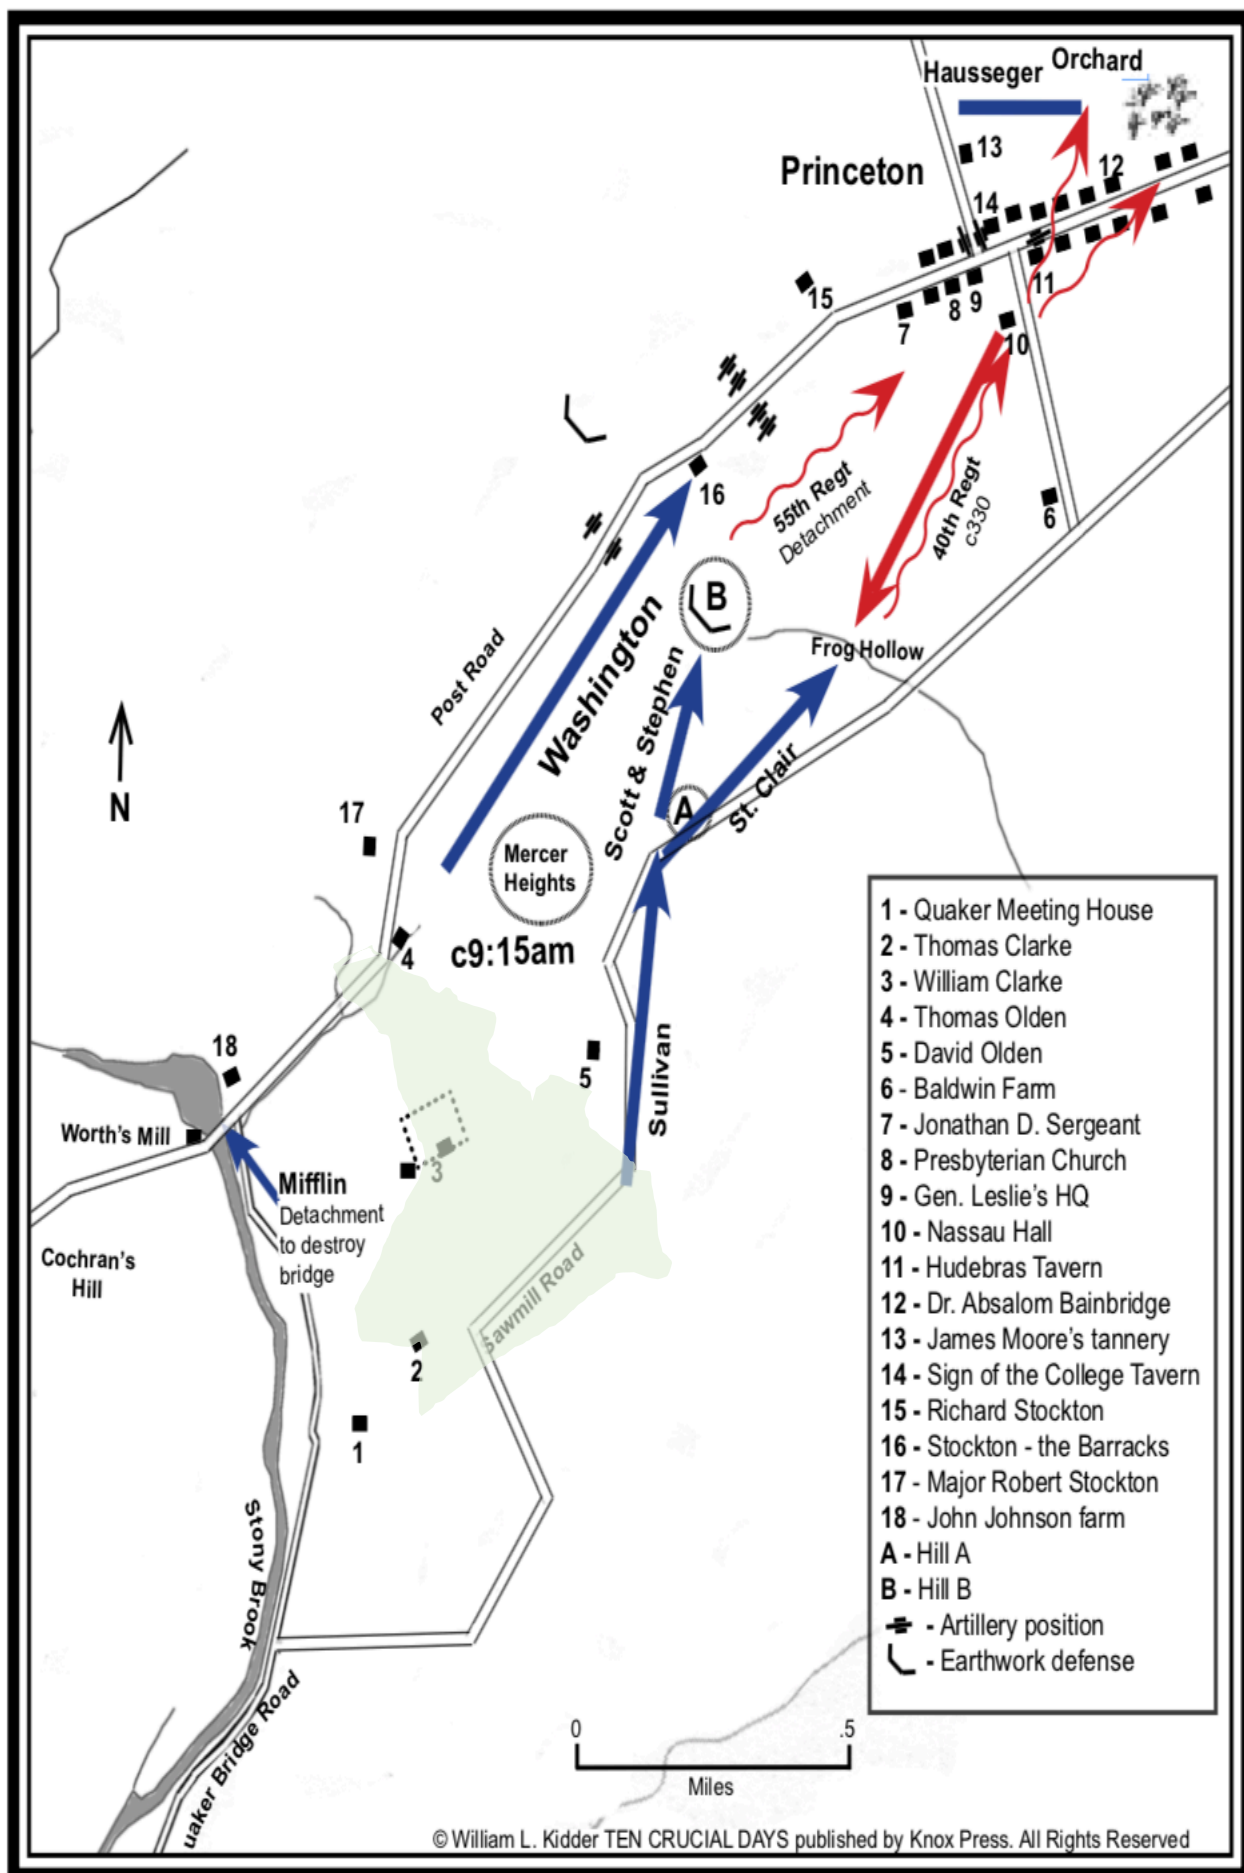 Hausseger
Orchard
13
Princeton
12
14
15
11
9
8
7
10
16
55th Regt
Detachment
40th Regt
c330
6
B
Frog Hollow
Post Road
Washington
Scott & Stephen
St. Clair
A
N
17
Mercer
Heights
4
c9:15am
18
5
Sullivan
Worth's Mill
3
Mifflin
Detachment
to destroy
bridge
Cochran's
Hill
Sawmill Road
2
1
Stony Brook
uaker Bridge Road
1 - Quaker Meeting House
2 - Thomas Clarke
3 - William Clarke
4 - Thomas Olden
5 - David Olden
6 - Baldwin Farm
7 - Jonathan D. Sergeant
8 - Presbyterian Church
9 - Gen. Leslie's HQ
10 - Nassau Hall
11 - Hudebras Tavern
12 - Dr. Absalom Bainbridge
13 - James Moore's tannery
14 - Sign of the College Tavern
15 - Richard Stockton
16 - Stockton - the Barracks
17 - Major Robert Stockton
18 - John Johnson farm
A - Hill A
B - Hill B
- Artillery position
- Earthwork defense
0 .5
Miles
© William L. Kidder TEN CRUCIAL DAYS published by Knox Press. All Rights Reserved